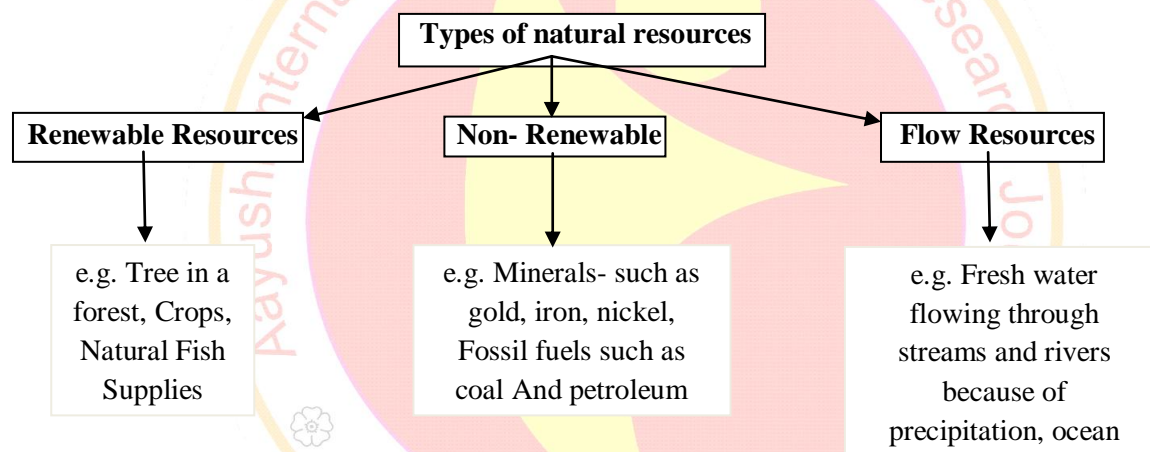 Types of natural resources
Renewable Resources
Non- Renewable
Flow Resources
e.g. Tree in a
forest, Crops,
Natural Fish
Supplies
e.g. Minerals- such as
gold, iron, nickel,
Fossil fuels such as
coal And petroleum
e.g. Fresh water
flowing through
streams and rivers
because of
precipitation, ocean
Aayush